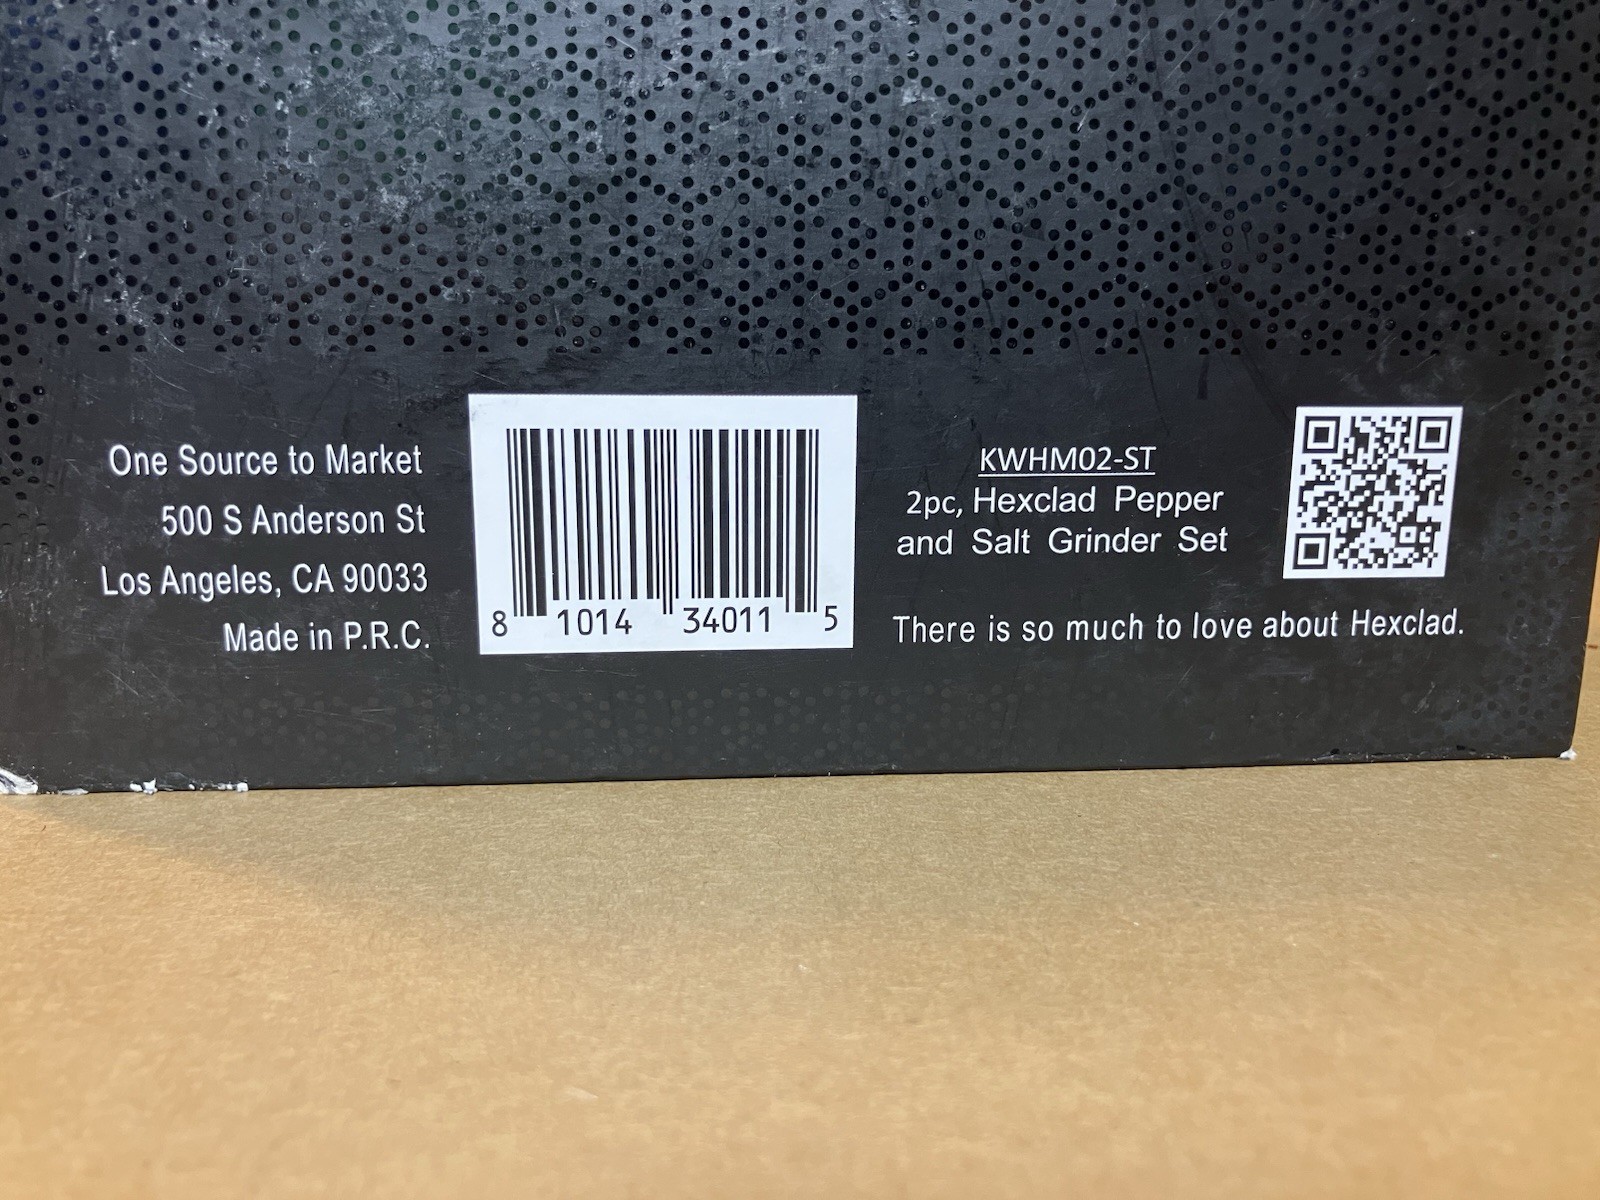 One Source to Market
500 S Anderson St
Los Angeles, CA 90033
Made in P.R.C.
8 1014 34011 5
KWHM02-ST
2pc, Hexclad Pepper
and Salt Grinder Set
There is so much to love about Hexclad.